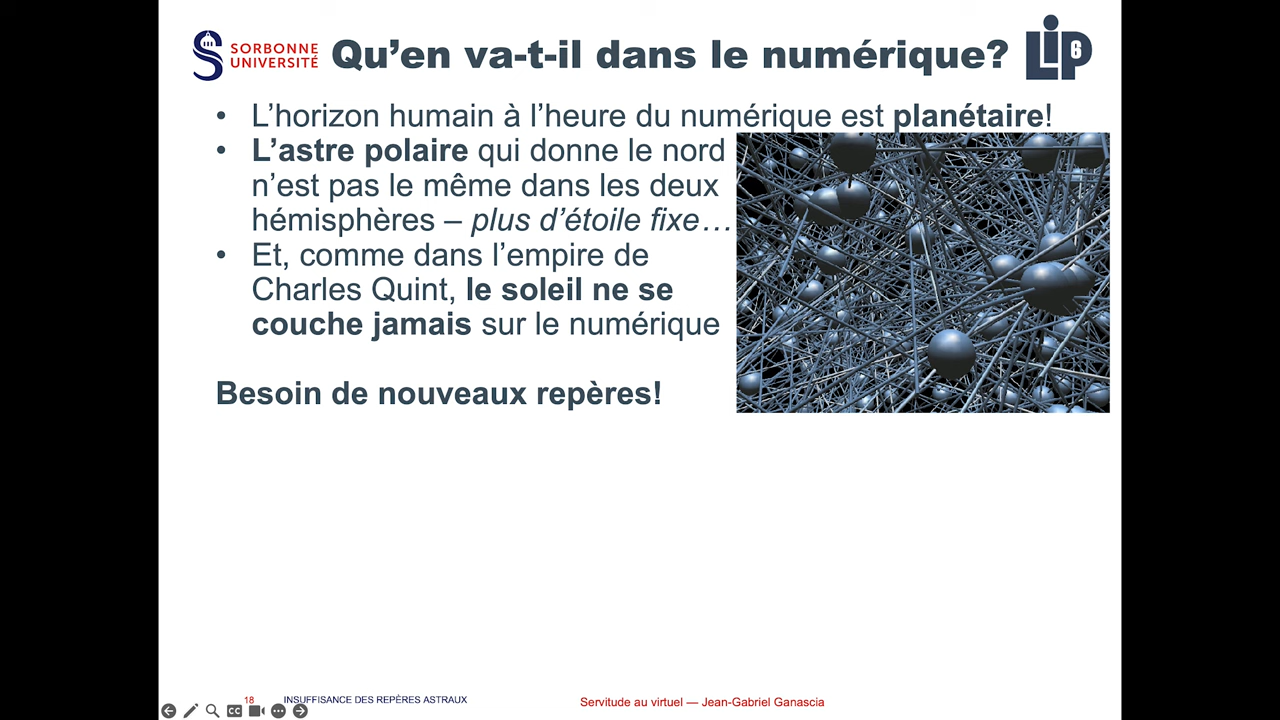 SORBONNE
UNIVERSITÉ
Qu’en va-t-il dans le numérique?
LIP6
• L’horizon humain à l’heure du numérique est planétaire!
• L’astre polaire qui donne le nord
n’est pas le même dans les deux
hémisphères – plus d’étoile fixe…
• Et, comme dans l’empire de
Charles Quint, le soleil ne se
couche jamais sur le numérique
Besoin de nouveaux repères!
18
INSUFFISANCE DES REPÈRES ASTRAUX
Servitude au virtuel — Jean-Gabriel Ganascia
CC